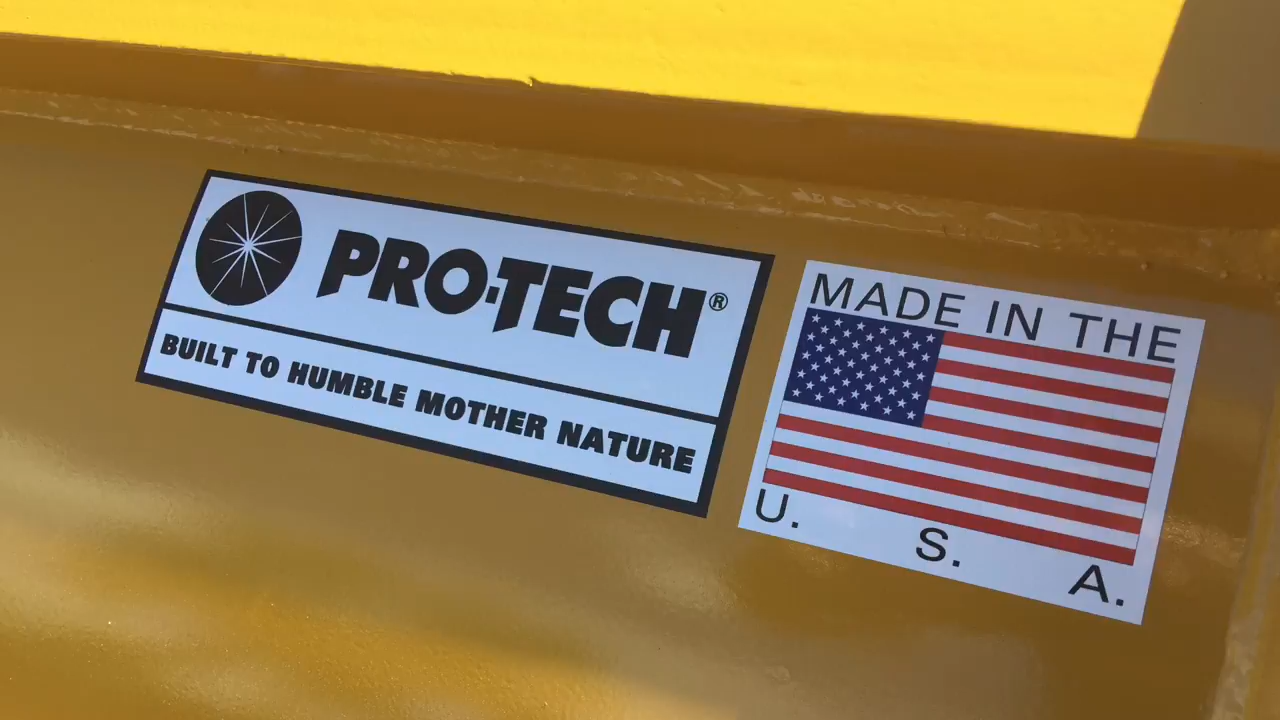 PRO-TECH®
BUILT TO HUMBLE MOTHER NATURE
MADE IN THE
U. S. A.